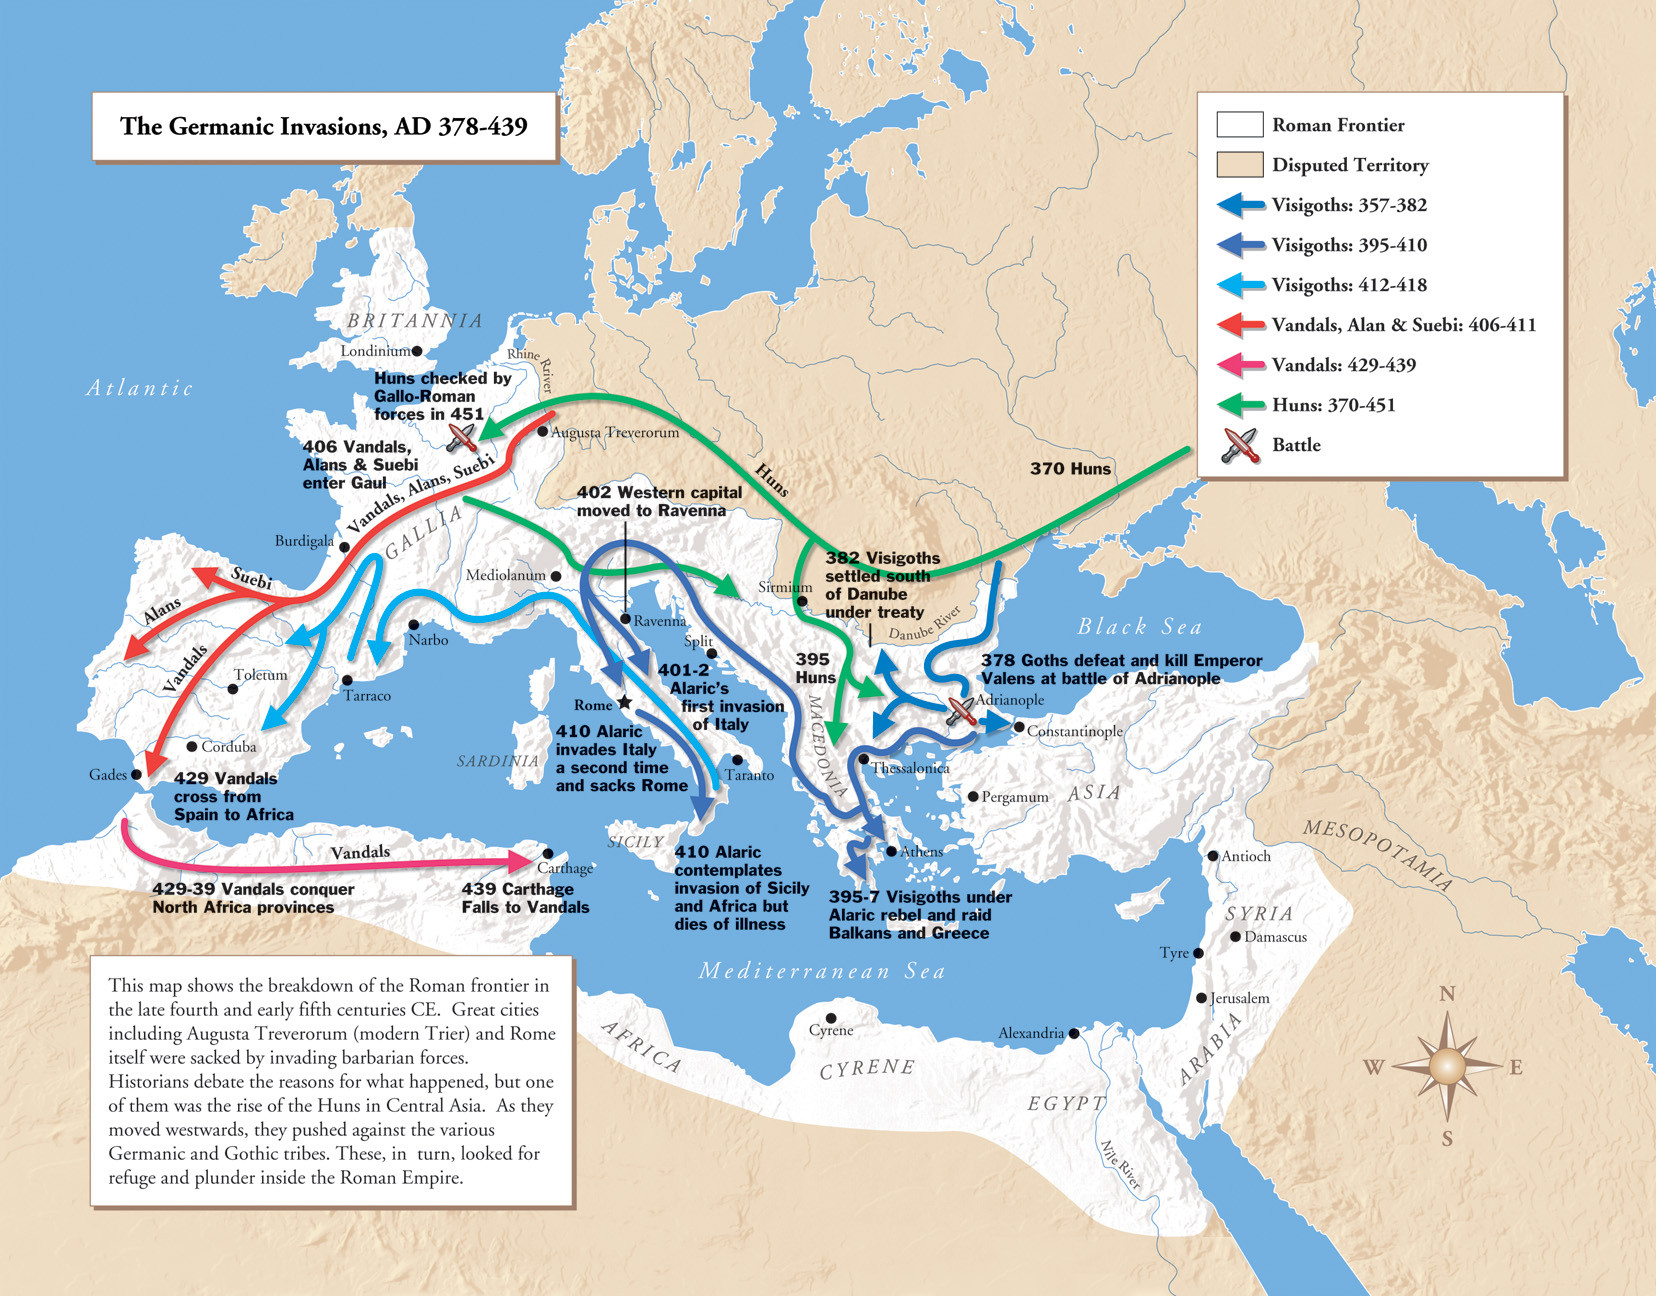 The Germanic Invasions, AD 378-439
Roman Frontier
Disputed Territory
Visigoths: 357-382
Visigoths: 395-410
Visigoths: 412-418
Vandals, Alan & Suebi: 406-411
Vandals: 429-439
Huns: 370-451
Battle
BRITANNIA
Londinium
Rhine Rriver
Atlantic
Huns checked by
Gallo-Roman
forces in 451
Augusta Treverorum
406 Vandals,
Alans & Suebi
enter Gaul
Vandals, Alans, Suebi
Huns
370 Huns
402 Western capital
moved to Ravenna
GALLIA
Burdigala
Mediolanum
382 Visigoths
settled south
of Danube
under treaty
Sirmium
Danube River
Black Sea
Suebi
Alans
Vandals
Narbo
Ravenna
Split
395
Huns
378 Goths defeat and kill Emperor
Valens at battle of Adrianople
Toletum
Tarraco
401-2
Alaric's
first invasion
of Italy
Rome
MACEDONIA
Adrianople
Constantinople
Corduba
Gades
SARDINIA
410 Alaric
invades Italy
a second time
and sacks Rome
Taranto
Thessalonica
Pergamum
ASIA
429 Vandals
cross from
Spain to Africa
MESOPOTAMIA
SICILY
Vandals
Carthage
Athens
Antioch
410 Alaric
contemplates
invasion of Sicily
and Africa but
dies of illness
429-39 Vandals conquer
North Africa provinces
439 Carthage
Falls to Vandals
395-7 Visigoths under
Alaric rebel and raid
Balkans and Greece
SYRIA
Damascus
Tyre
Mediterranean Sea
Jerusalem
Cyrene
Alexandria
AFRICA
CYRENE
ARABIA
EGYPT
Nile River
N
W
E
S
This map shows the breakdown of the Roman frontier in
the late fourth and early fifth centuries CE. Great cities
including Augusta Treverorum (modern Trier) and Rome
itself were sacked by invading barbarian forces.
Historians debate the reasons for what happened, but one
of them was the rise of the Huns in Central Asia. As they
moved westwards, they pushed against the various
Germanic and Gothic tribes. These, in turn, looked for
refuge and plunder inside the Roman Empire.